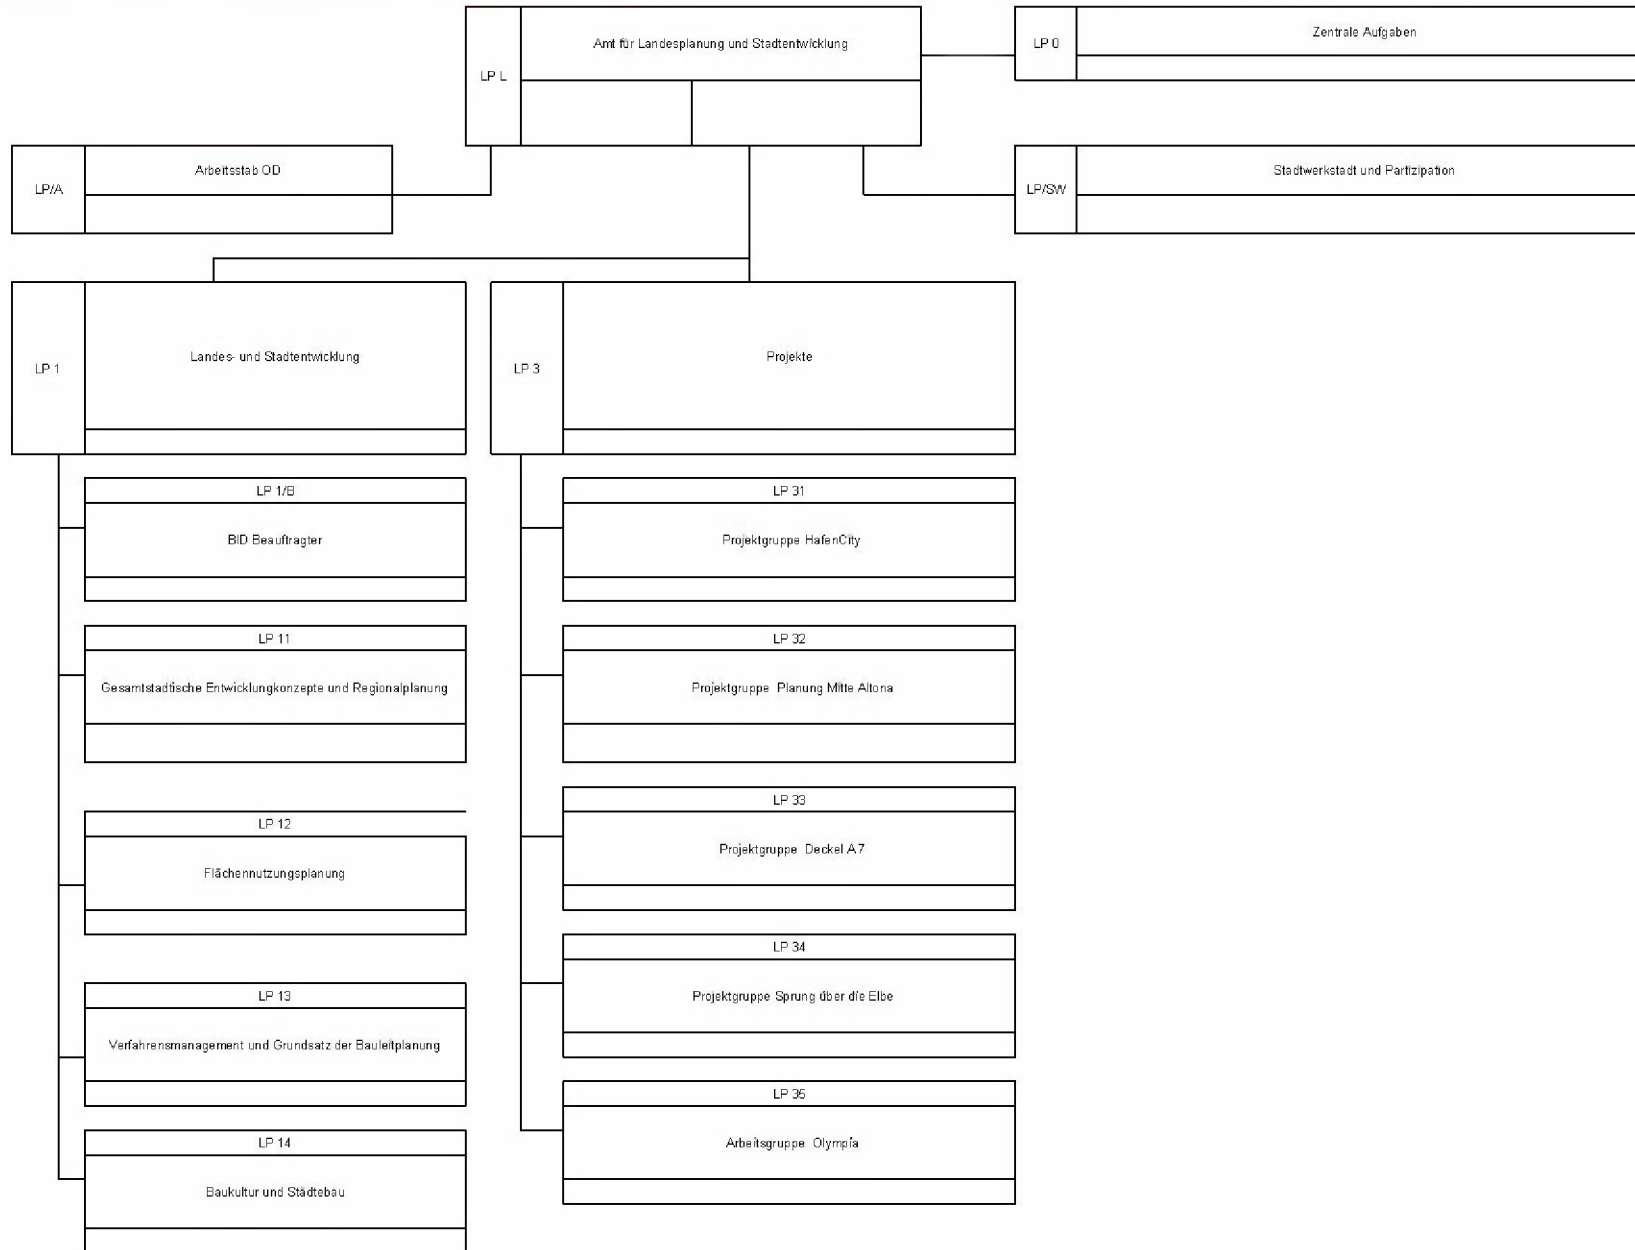 Amt für Landesplanung und Stadtentwicklung
LP L
LP 0
Zentrale Aufgaben
LP/A
Arbeitsstab OD
LP/SW
Stadtwerkstadt und Partizipation
LP 1
Landes- und Stadtentwicklung
LP 3
Projekte
LP 1/B
BID Beauftragter
LP 11
Gesamtstadtische Entwicklungkonzepte und Regionalplanung
LP 12
Flächennutzungsplanung
LP 13
Verfahrensmanagement und Grundsatz der Bauleitplanung
LP 14
Baukultur und Städtebau
LP 31
Projektgruppe HafenCity
LP 32
Projektgruppe Planung Mitte Altona
LP 33
Projektgruppe Deckel A7
LP 34
Projektgruppe Sprung über die Elbe
LP 35
Arbeitsgruppe Olympia